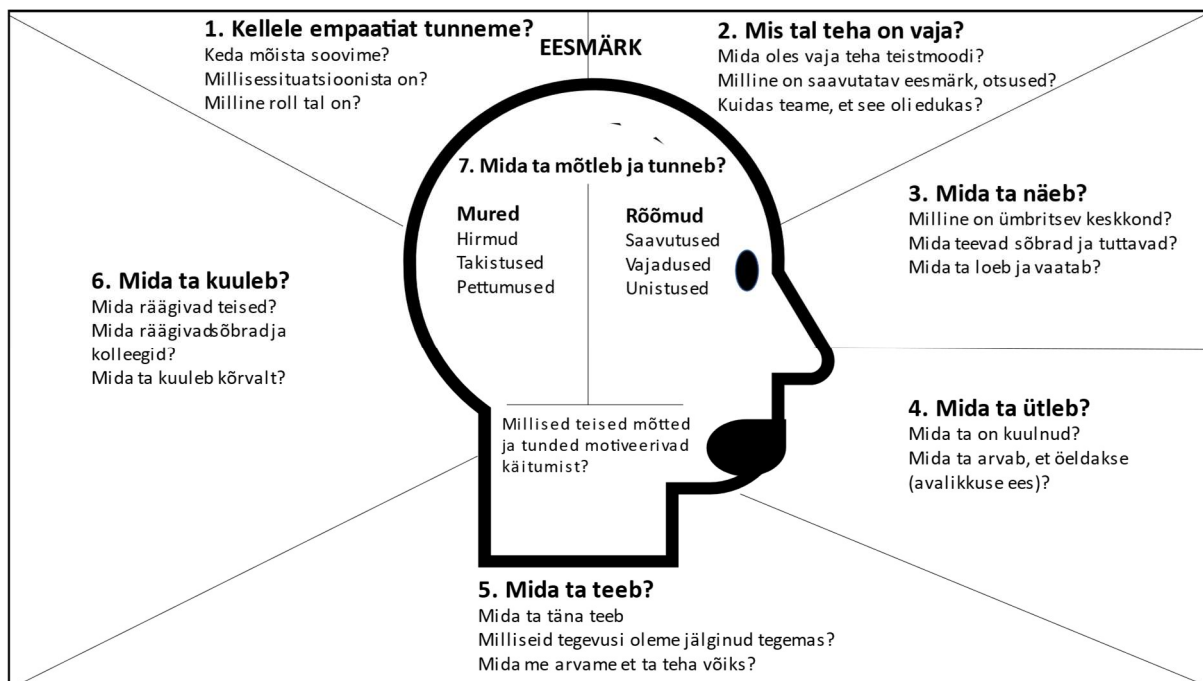 1. Kellele empaatiat tunneme?
Keda mõista soovime?
Millisessituatsioonista on?
Milline roll tal on?
EESMÄRK
2. Mis tal teha on vaja?
Mida oles vaja teha teistmoodi?
Milline on saavutatav eesmärk, otsused?
Kuidas teame, et see oli edukas?
7. Mida ta mõtleb ja tunneb?
Mured
Hirmud
Takistused
Pettumused
Rõõmud
Saavutused
Vajadused
Unistused
Millised teised mõtted
ja tunded motiveerivad
käitumist?
3. Mida ta näeb?
Milline on ümbritsev keskkond?
Mida teevad sõbrad ja tuttavad?
Mida ta loeb ja vaatab?
4. Mida ta ütleb?
Mida ta on kuulnud?
Mida ta arvab, et öeldakse
(avalikkuse ees)?
5. Mida ta teeb?
Mida ta täna teeb
Milliseid tegevusi oleme jälginud tegemas?
Mida me arvame et ta teha võiks?
6. Mida ta kuuleb?
Mida räägivad teised?
Mida räägivadsõbrad ja
kolleegid?
Mida ta kuuleb kõrvalt?